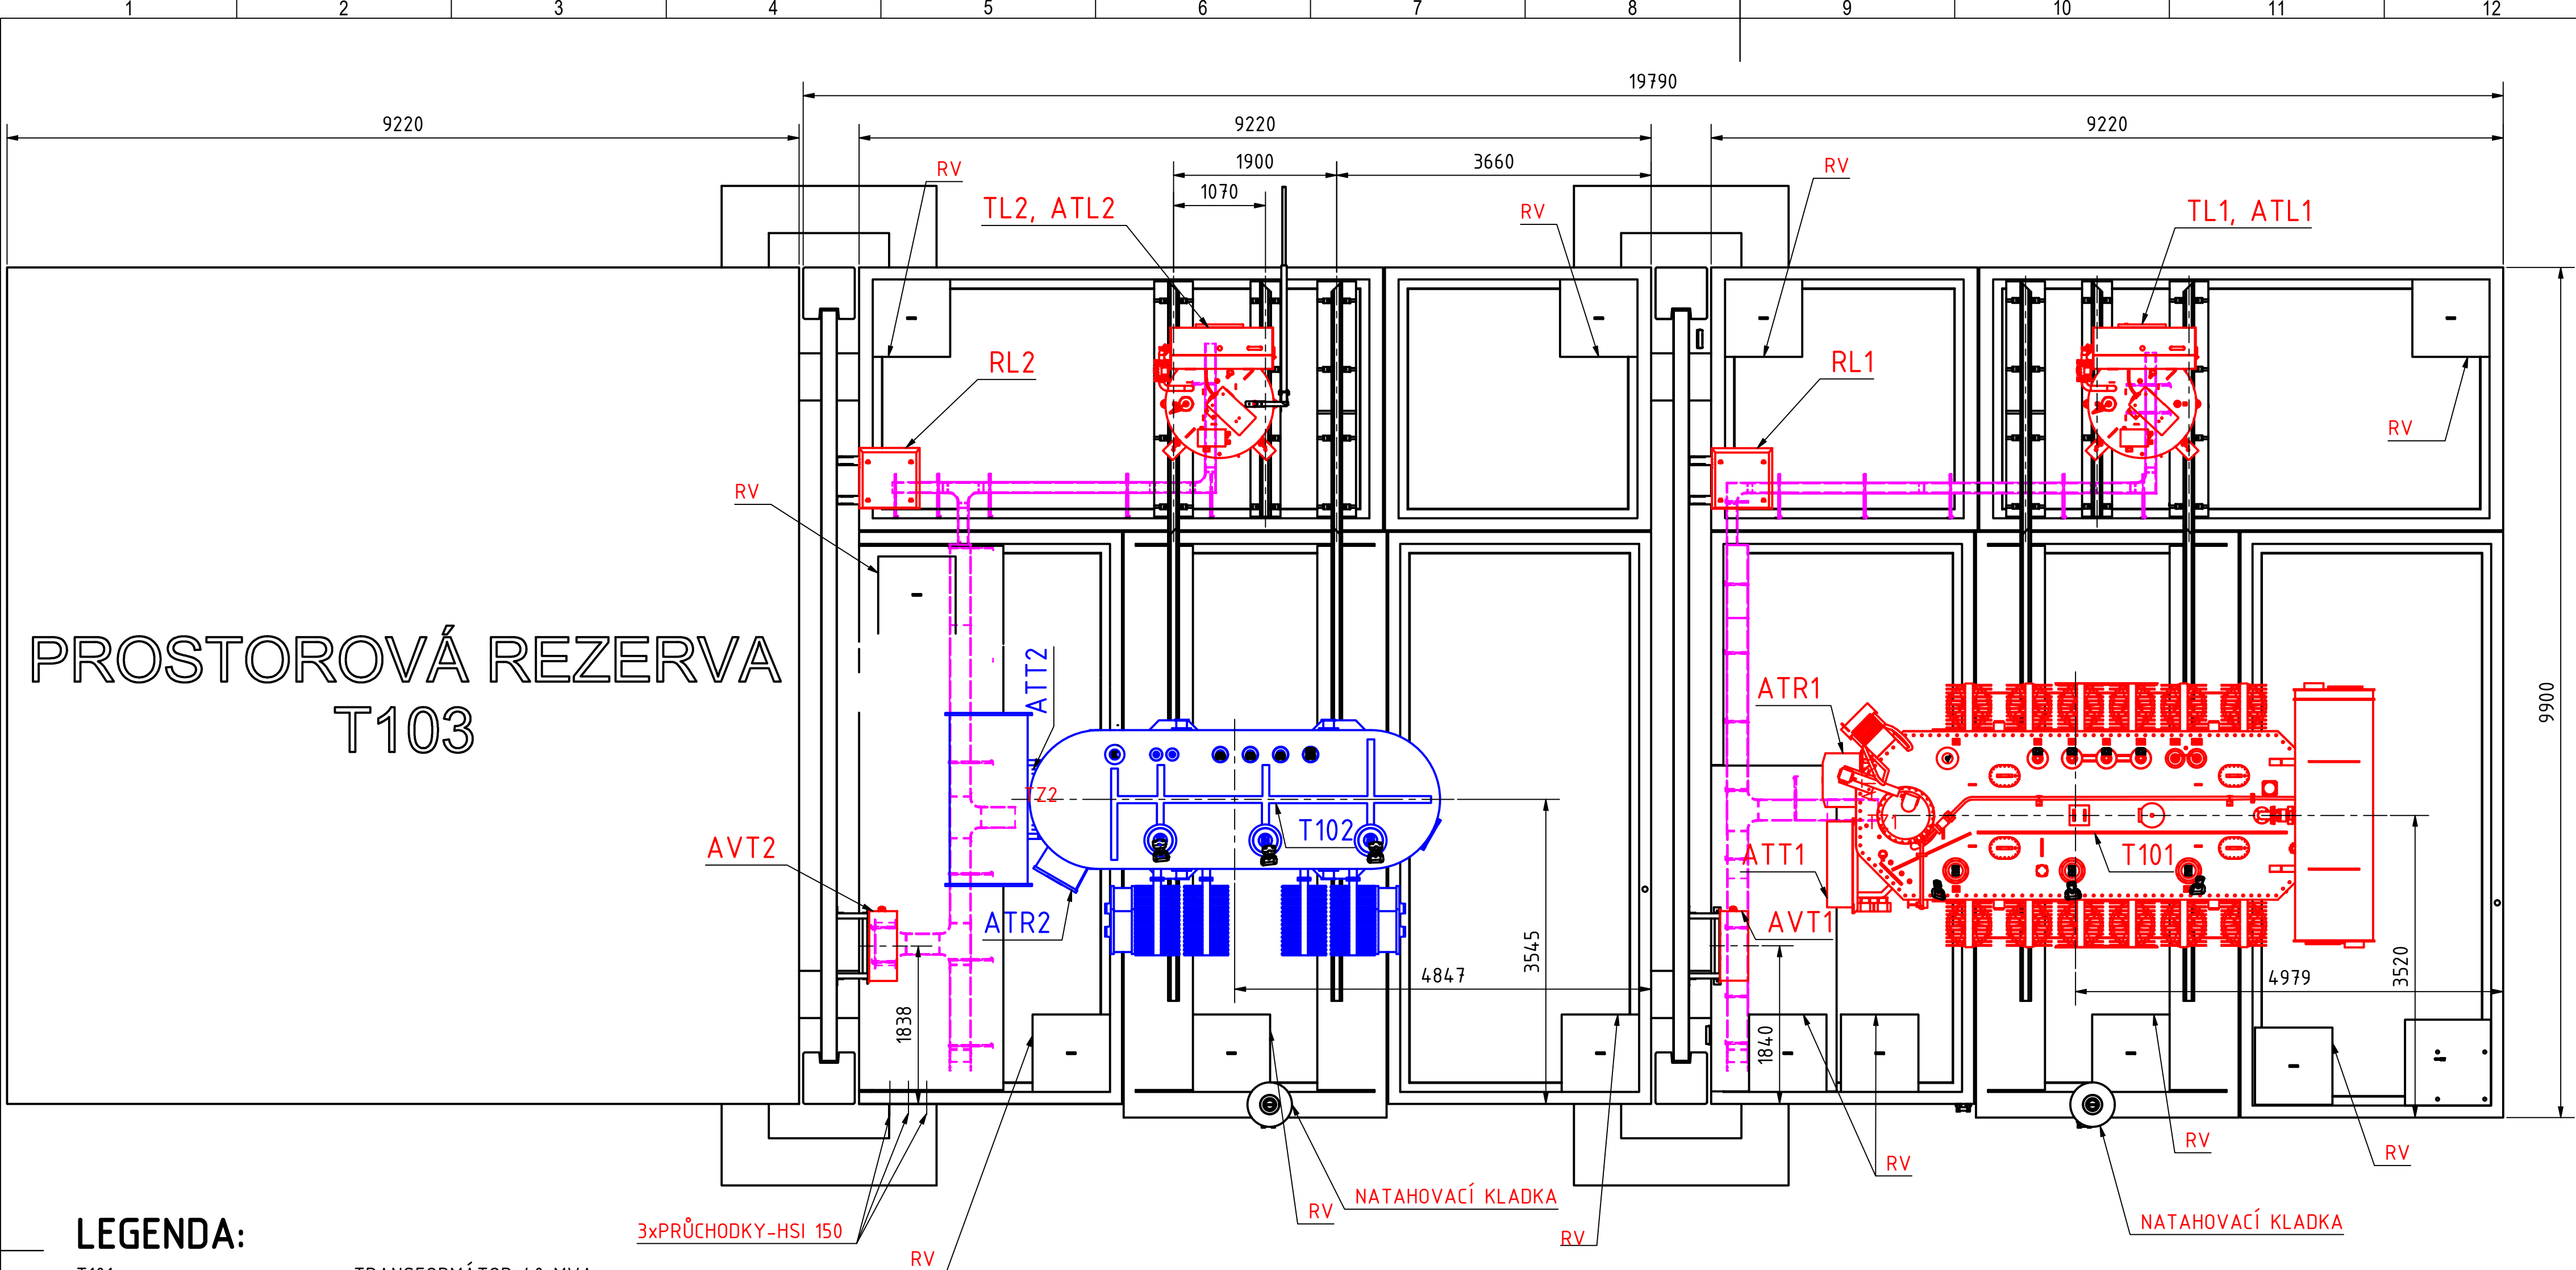 1 2 3 4 5 6 7 8 9 10 11 12
19790
9220 9220 9220
1900 3660
1070
RV RV RV
TL2, ATL2
TL1, ATL1
RL2 RL1
RV
RV
PROSTOROVÁ REZERVA
T103
ATT2
ATR1
9900
TZ2
T102
TZ1
ATT1
T101
AVT2
ATR2
AVT1
3545
4847
3520
4979
1838
1840
RV
RV
RV
RV
NATAHOVACÍ KLADKA
RV
NATAHOVACÍ KLADKA
3xPRŮCHODKY-HSI 150
RV
RV
LEGENDA: